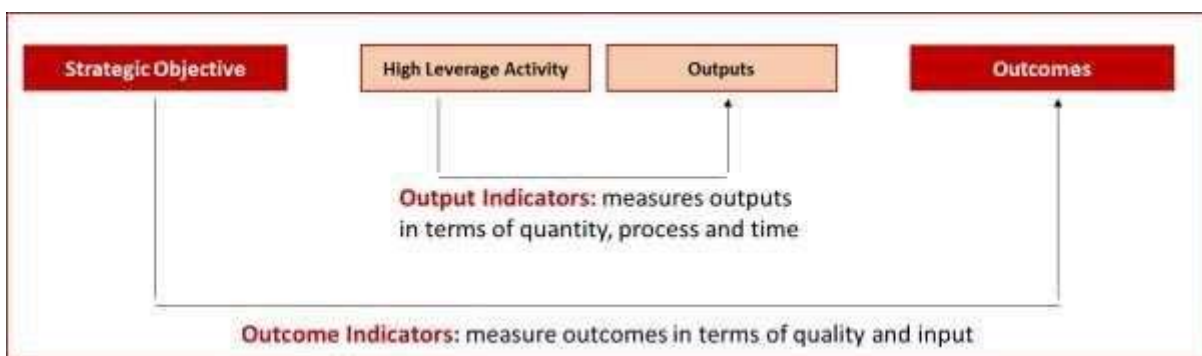 Strategic Objective
High Leverage Activity
Outputs
Outcomes
Output Indicators: measures outputs
in terms of quantity, process and time
Outcome Indicators: measure outcomes in terms of quality and input